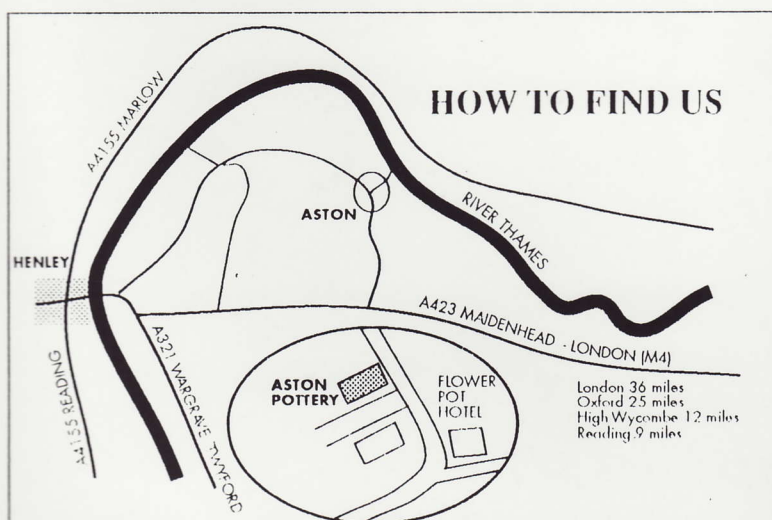 HOW TO FIND US
A4155 MARLOW
ASTON
RIVER THAMES
HENLEY
A423 MAIDENHEAD - LONDON (M4)
A321 WARGRAVE TWYFORD
A4155 READING
ASTON
POTTERY
FLOWER
POT
HOTEL
London 36 miles
Oxford 25 miles
High Wycombe 12 miles
Reading 9 miles